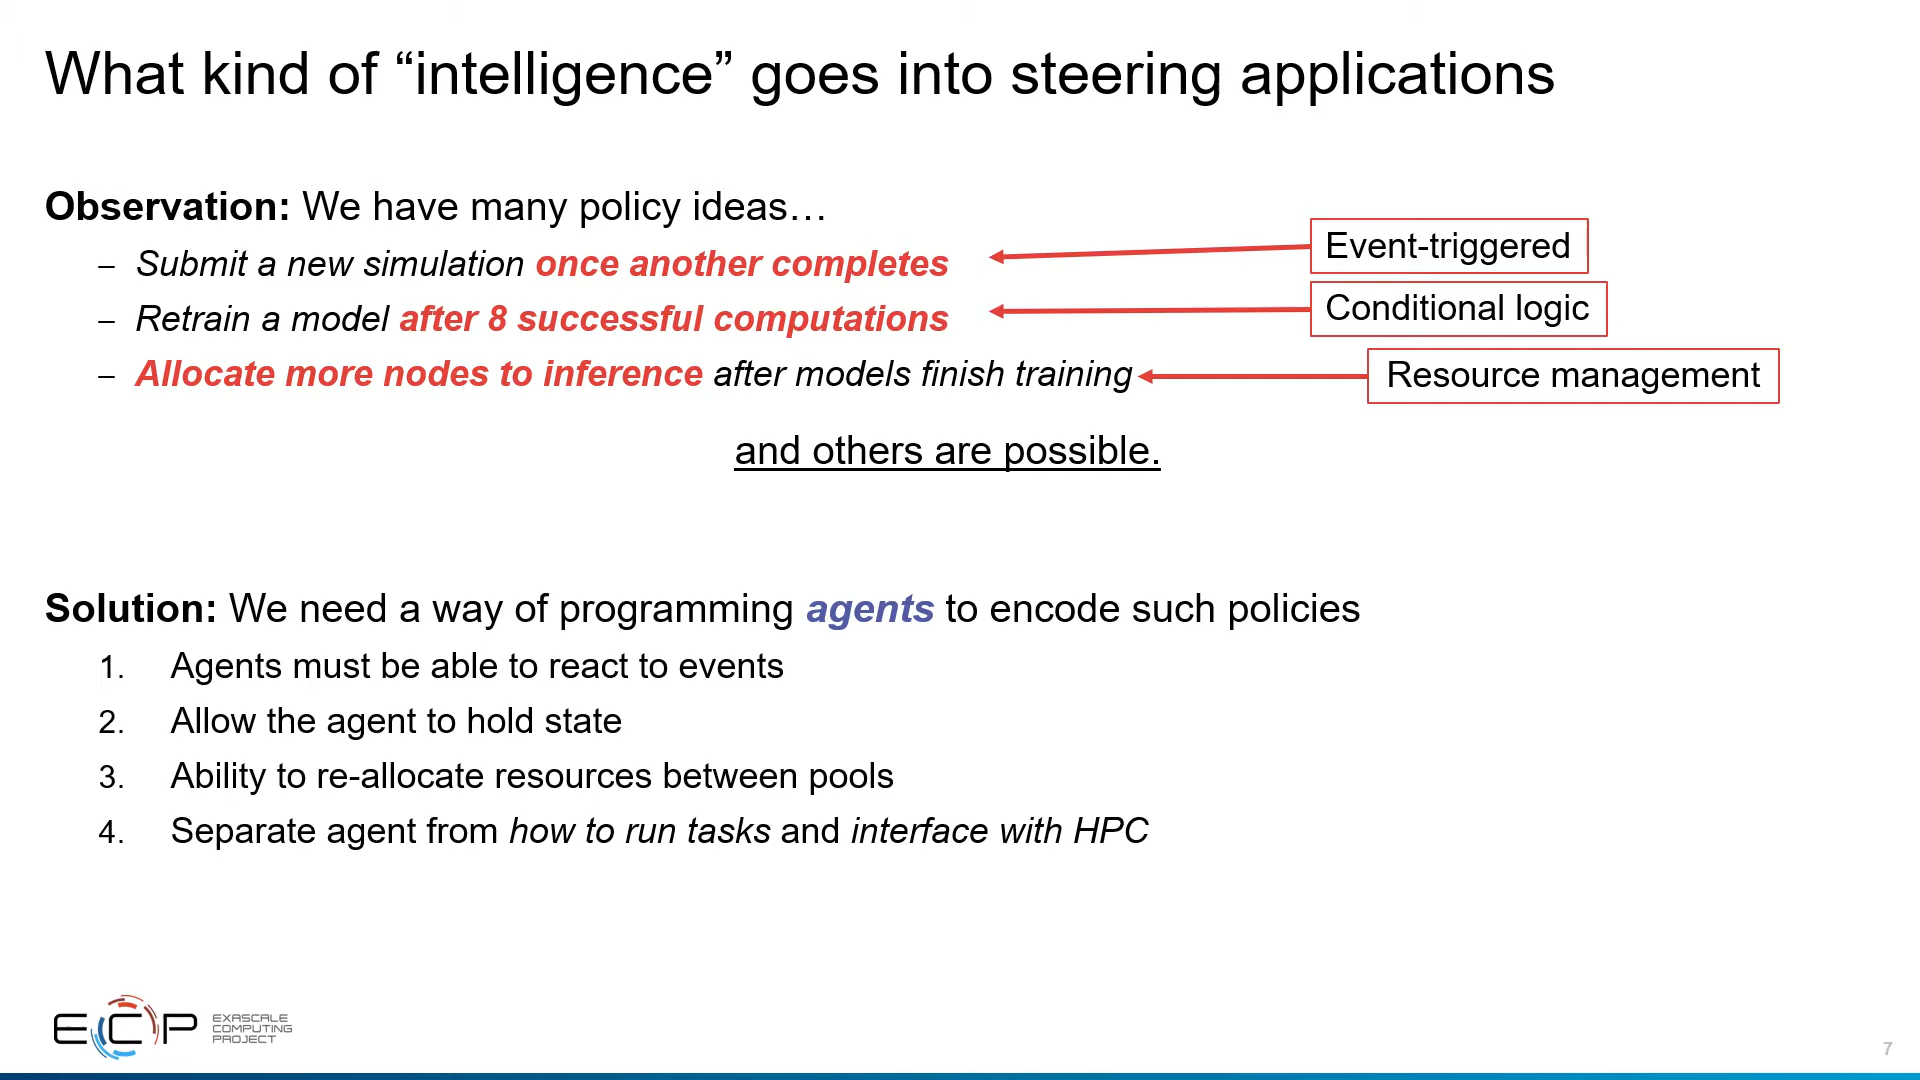 What kind of “intelligence” goes into steering applications
Observation: We have many policy ideas…
– Submit a new simulation once another completes
Event-triggered
– Retrain a model after 8 successful computations
Conditional logic
– Allocate more nodes to inference after models finish training
Resource management
and others are possible.
Solution: We need a way of programming agents to encode such policies
1. Agents must be able to react to events
2. Allow the agent to hold state
3. Ability to re-allocate resources between pools
4. Separate agent from how to run tasks and interface with HPC
ECP
EXASCALE
COMPUTING
PROJECT
7